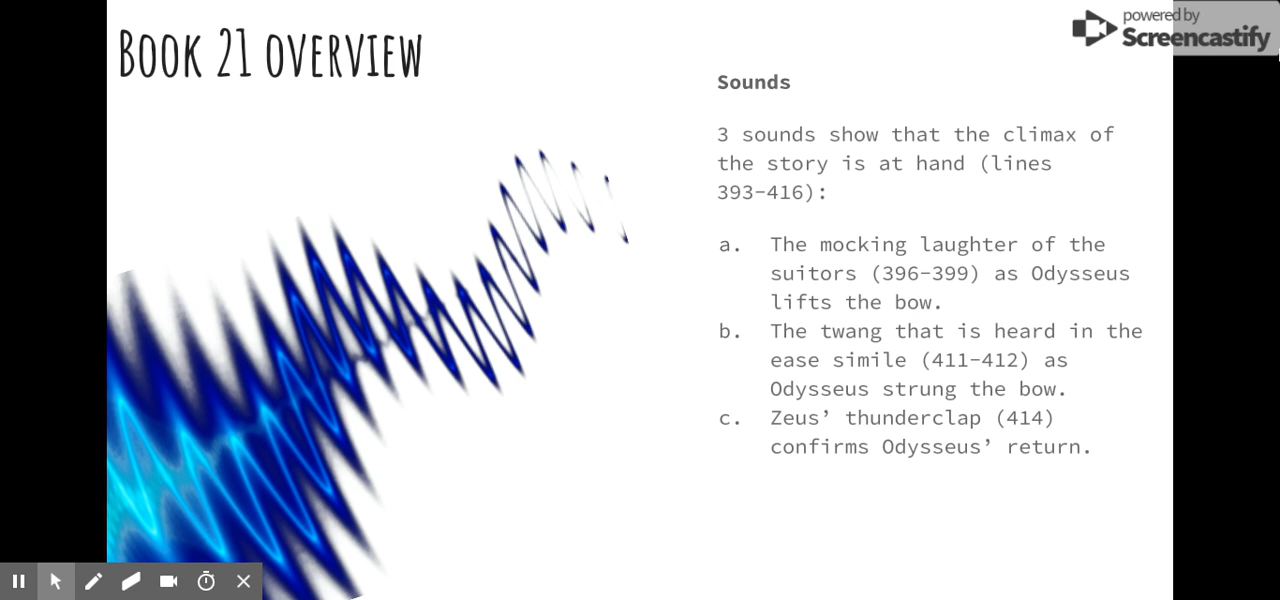 Book 21 overview
powered by
Screencastify
Sounds
3 sounds show that the climax of
the story is at hand (lines
393-416):
a. The mocking laughter of the
suitors (396-399) as Odysseus
lifts the bow.
b. The twang that is heard in the
ease simile (411-412) as
Odysseus strung the bow.
c. Zeus’ thunderclap (414)
confirms Odysseus’ return.